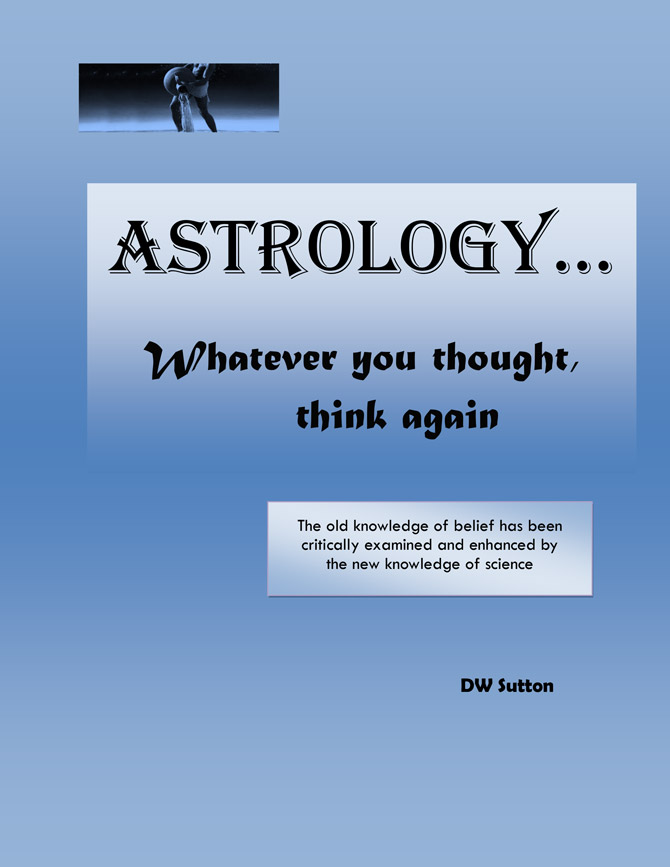 ASTROLOGY...
Whatever you thought,
think again
The old knowledge of belief has been
critically examined and enhanced by
the new knowledge of science
DW Sutton